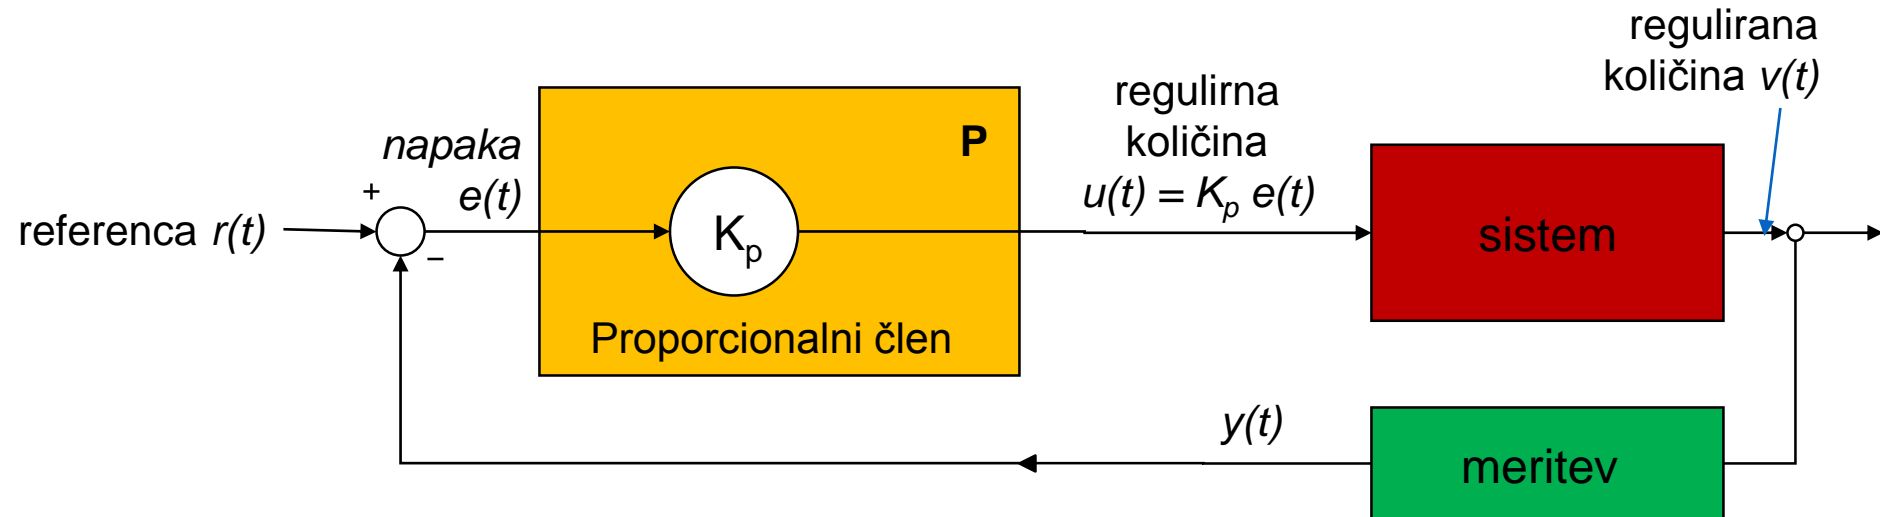 regulirana
količina v(t)
regulirna
količina
u(t) = Kp e(t)
napaka
e(t)
P
+
referenca r(t)
−
Kp
sistem
Proporcionalni člen
y(t)
meritev